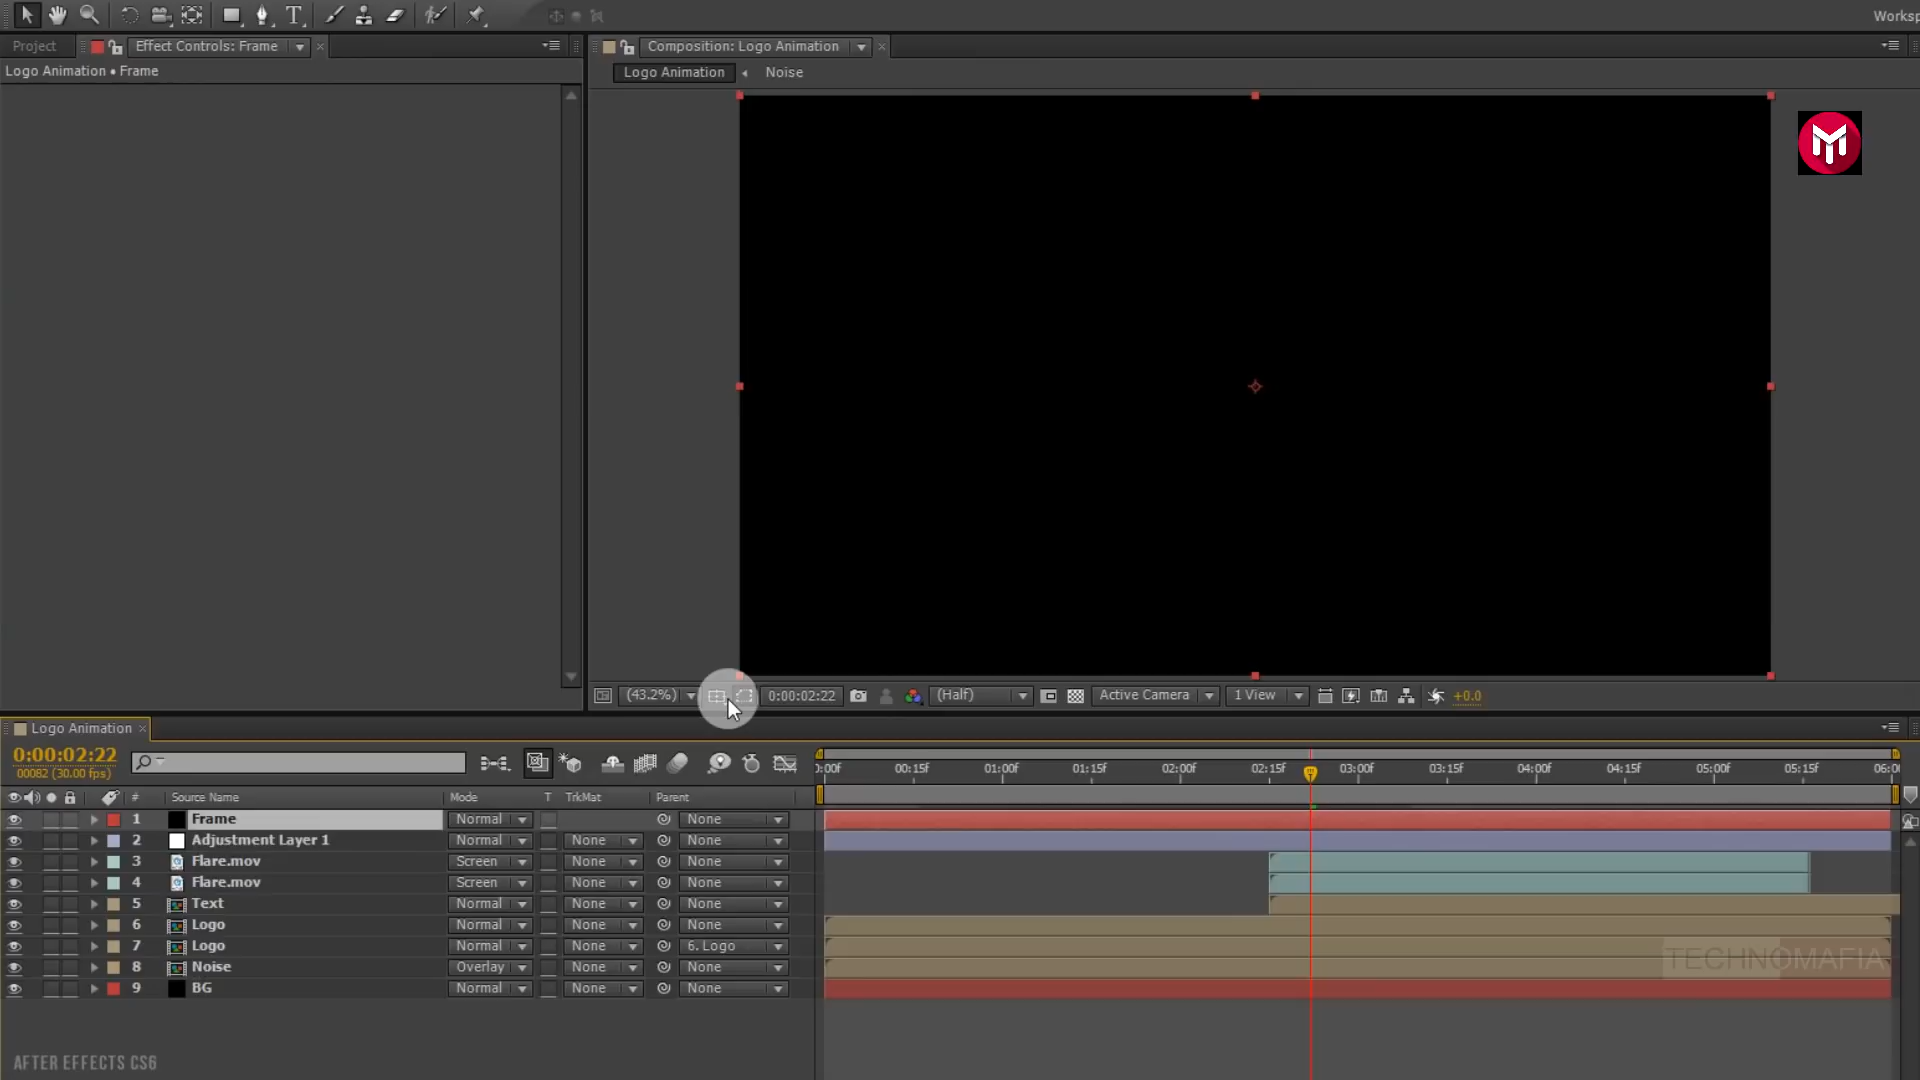 Works
Project
Effect Controls: Frame
Composition: Logo Animation
Logo Animation • Frame
Logo Animation
Noise
(43.2%)
0:00:02:22
(Half)
Active Camera
1 View
+0.0
Logo Animation
0:00:02:22
00082 (30.00 fps)
:00f 00:15f 01:00f 01:15f 02:00f 02:15f 03:00f 03:15f 04:00f 04:15f 05:00f 05:15f 06:0
# Source Name Mode T TrkMat Parent
1 Frame Normal None
2 Adjustment Layer 1 Normal None None
3 Flare.mov Screen None None
4 Flare.mov Screen None None
5 Text Normal None None
6 Logo Normal None None
7 Logo Normal None 6. Logo
8 Noise Overlay None None
9 BG Normal None None
TECHNOMAFIA
AFTER EFFECTS CS6